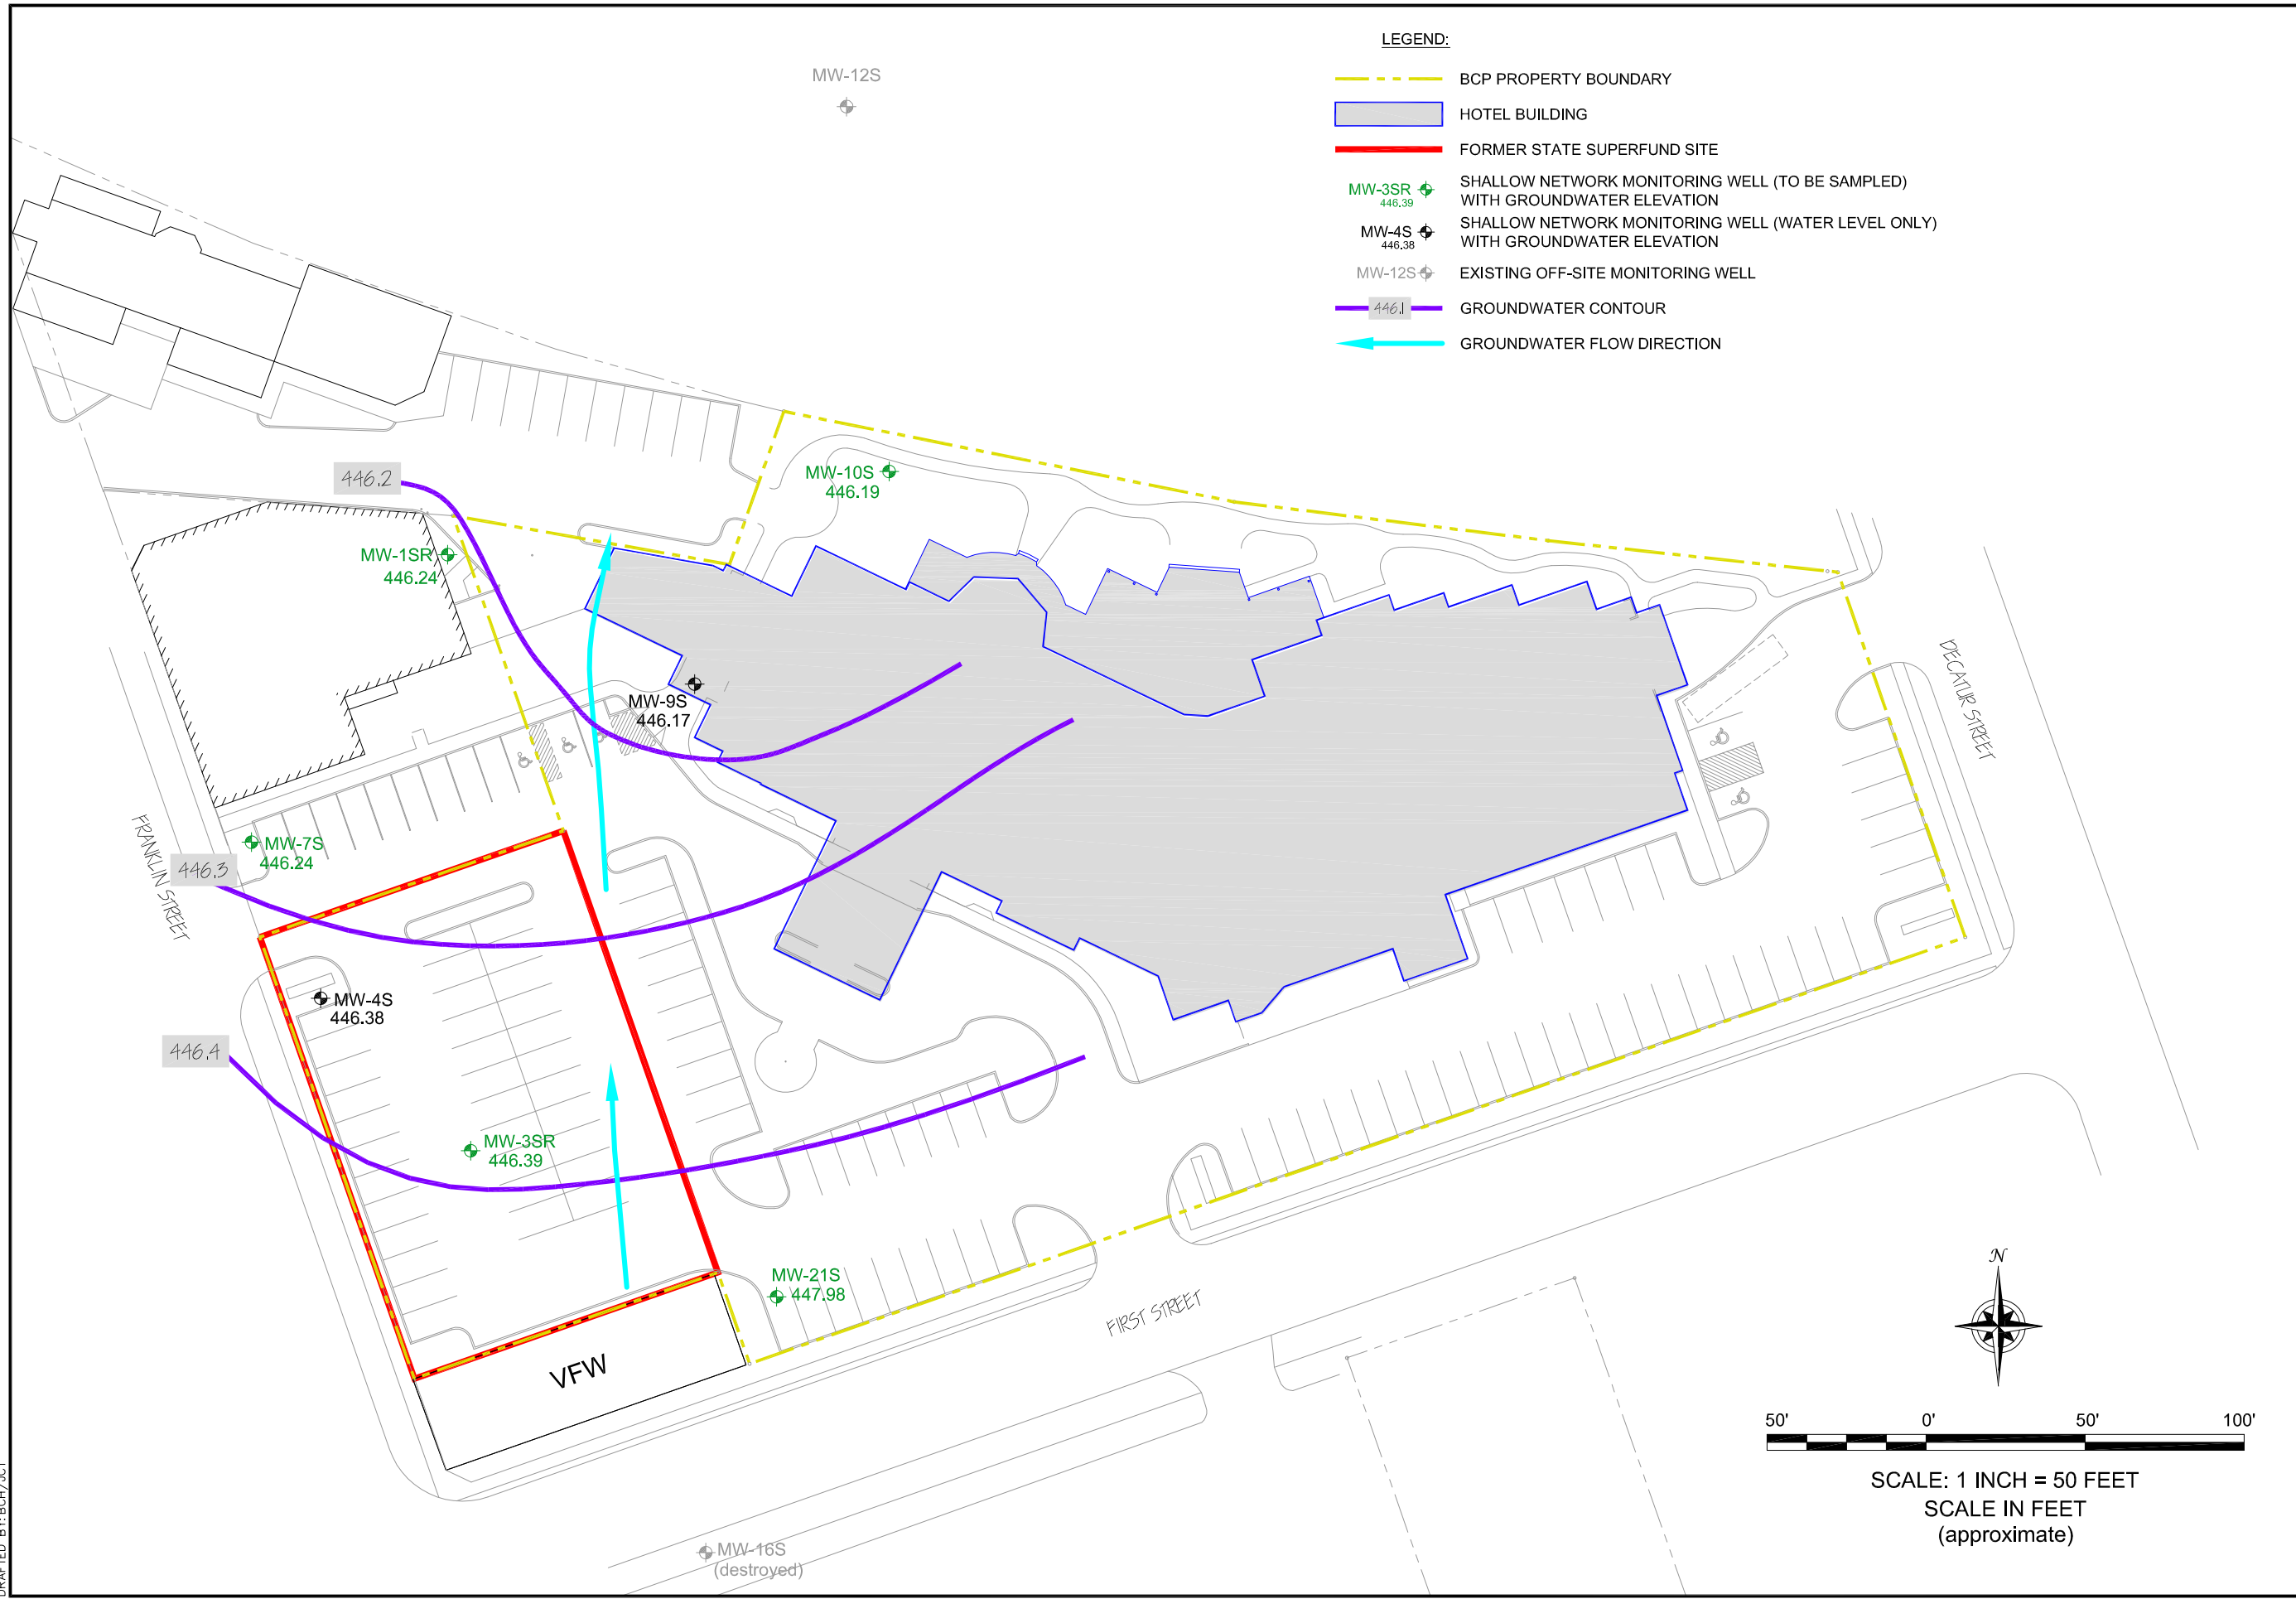 LEGEND:
BCP PROPERTY BOUNDARY
HOTEL BUILDING
FORMER STATE SUPERFUND SITE
MW-3SR
446.39
SHALLOW NETWORK MONITORING WELL (TO BE SAMPLED)
WITH GROUNDWATER ELEVATION
MW-4S
446.38
SHALLOW NETWORK MONITORING WELL (WATER LEVEL ONLY)
WITH GROUNDWATER ELEVATION
MW-12S
EXISTING OFF-SITE MONITORING WELL
446.1
GROUNDWATER CONTOUR
GROUNDWATER FLOW DIRECTION
MW-12S
446.2
MW-10S
446.19
MW-1SR
446.24
MW-9S
446.17
DECATUR STREET
FRANKLIN STREET
MW-7S
446.24
446.3
MW-4S
446.38
446.4
MW-3SR
446.39
MW-21S
447.98
FIRST STREET
VFW
N
50' 0' 50' 100'
SCALE: 1 INCH = 50 FEET
SCALE IN FEET
(approximate)
MW-16S
(destroyed)
DRAFTED BY: BCH/JCT